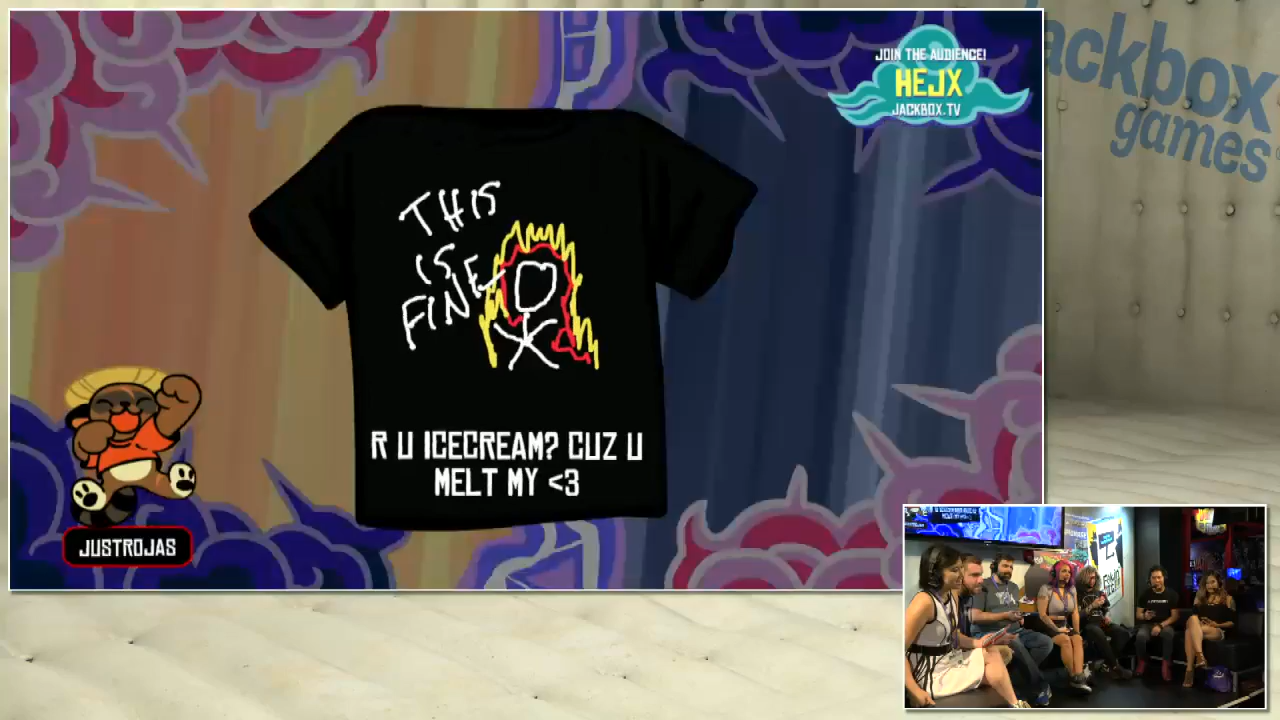 JOIN THE AUDIENCE!
HEJX
JACKBOX.TV
jackbox
games
THIS
IS
FINE
R U ICECREAM? CUZ U
MELT MY <3
JUSTROJAS